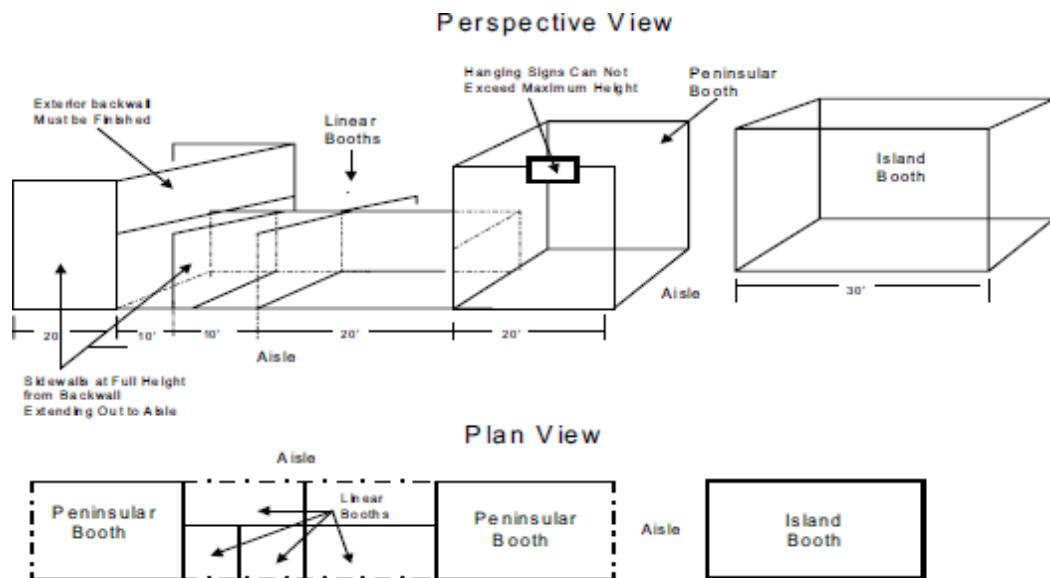 Perspective View
Hanging Signs Can Not
Exceed Maximum Height
Peninsular
Booth
Exterior backwall
Must be Finished
Linear
Booths
Island
Booth
Aisle
30'
20'
10'
10'
20'
20'
Aisle
Sidewalls at Full Height
from Backwall
Extending Out to Aisle
Plan View
Aisle
Peninsular
Booth
Linear
Booths
Peninsular
Booth
Aisle
Island
Booth